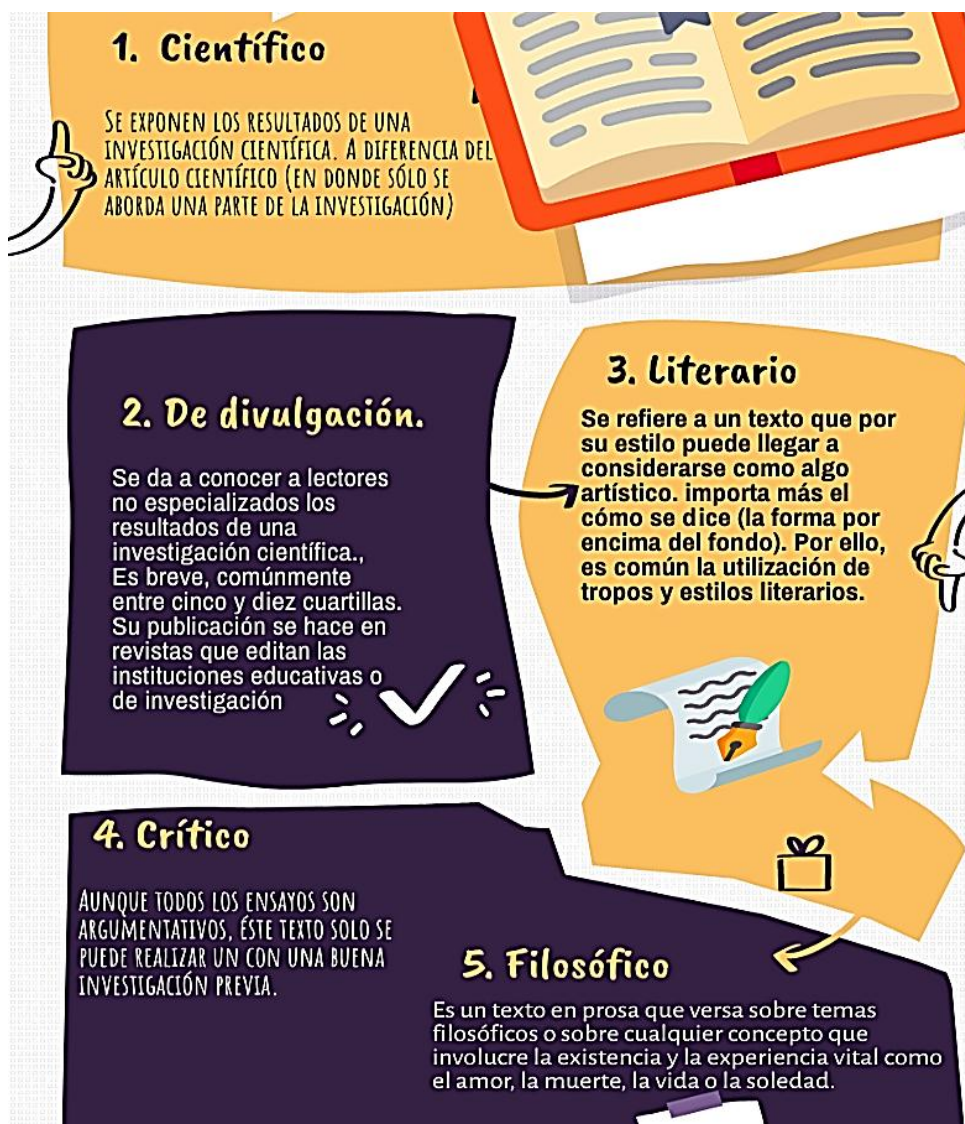 1. Científico
SE EXPONEN LOS RESULTADOS DE UNA
INVESTIGACIÓN CIENTÍFICA. A DIFERENCIA DEL
ARTÍCULO CIENTÍFICO (EN DONDE SÓLO SE
ABORDA UNA PARTE DE LA INVESTIGACIÓN)
2. De divulgación.
Se da a conocer a lectores
no especializados los
resultados de una
investigación científica.,
Es breve, comúnmente
entre cinco y diez cuartillas.
Su publicación se hace en
revistas que editan las
instituciones educativas o
de investigación
3. Literario
Se refiere a un texto que por
su estilo puede llegar a
considerarse como algo
artístico. importa más el
cómo se dice (la forma por
encima del fondo). Por ello,
es común la utilización de
tropos y estilos literarios.
4. Crítico
AUNQUE TODOS LOS ENSAYOS SON
ARGUMENTATIVOS, ÉSTE TEXTO SOLO SE
PUEDE REALIZAR UN CON UNA BUENA
INVESTIGACIÓN PREVIA.
5. Filosófico
Es un texto en prosa que versa sobre temas
filosóficos o sobre cualquier concepto que
involucre la existencia y la experiencia vital como
el amor, la muerte, la vida o la soledad.